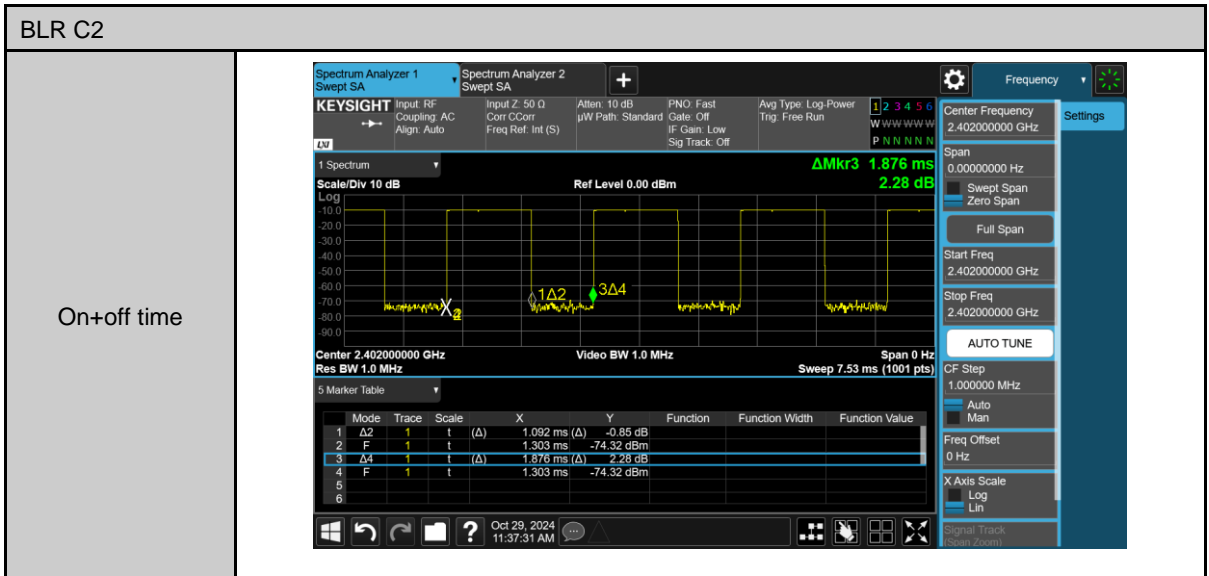 BLR C2
On+off time
Spectrum Analyzer 1
Swept SA
Spectrum Analyzer 2
Swept SA
Frequency
KEYSIGHT
Input: RF
Coupling: AC
Align: Auto
Input Z: 50 Ω
Corr CCorr
Freq Ref: Int (S)
Atten: 10 dB
µW Path: Standard
PNO: Fast
Gate: Off
IF Gain: Low
Sig Track: Off
Avg Type: Log-Power
Trig: Free Run
1 2 3 4 5 6
W W W W W W
P N N N N N
LXI
1 Spectrum
ΔMkr3 1.876 ms
2.28 dB
Scale/Div 10 dB
Ref Level 0.00 dBm
Log
-10.0
-20.0
-30.0
-40.0
-50.0
-60.0
-70.0
-80.0
-90.0
1Δ2
3Δ4
Center 2.402000000 GHz
Video BW 1.0 MHz
Span 0 Hz
Res BW 1.0 MHz
Sweep 7.53 ms (1001 pts)
5 Marker Table
Mode Trace Scale X Y Function Function Width Function Value
1 Δ2 1 t (Δ) 1.092 ms (Δ) -0.85 dB
2 F 1 t 1.303 ms -74.32 dBm
3 Δ4 1 t (Δ) 1.876 ms (Δ) 2.28 dB
4 F 1 t 1.303 ms -74.32 dBm
5
6
Oct 29, 2024
11:37:31 AM
Center Frequency
2.402000000 GHz
Settings
Span
0.00000000 Hz
Swept Span
Zero Span
Full Span
Start Freq
2.402000000 GHz
Stop Freq
2.402000000 GHz
AUTO TUNE
CF Step
1.000000 MHz
Auto
Man
Freq Offset
0 Hz
X Axis Scale
Log
Lin
Signal Track
(Span Zoom)